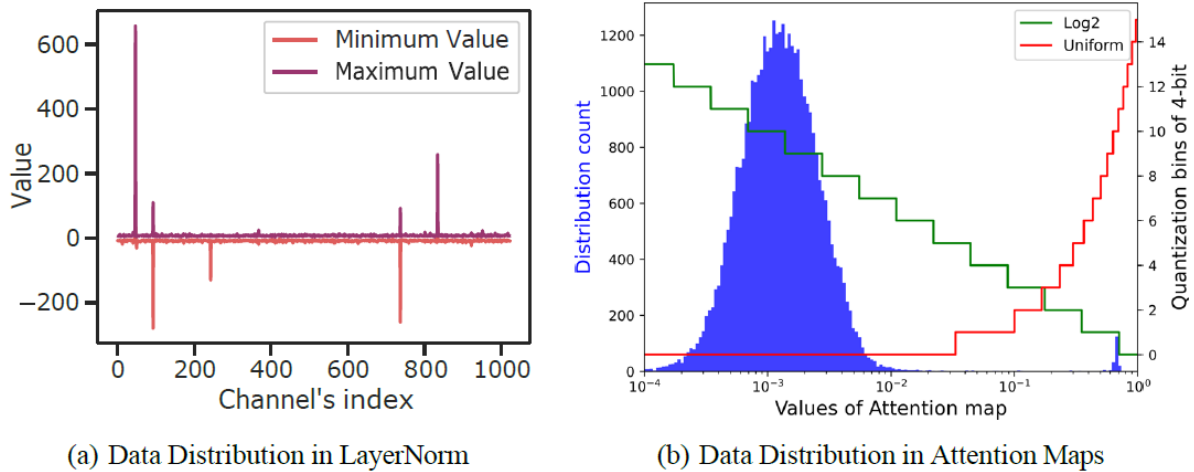 Minimum Value
Maximum Value
600
400
200
0
−200
Value
0 200 400 600 800 1000
Channel's index
(a) Data Distribution in LayerNorm
Log2
Uniform
1200
1000
800
600
400
200
0
Distribution count
14
12
10
8
6
4
2
0
Quantization bins of 4-bit
10⁻⁴ 10⁻³ 10⁻² 10⁻¹ 10⁰
Values of Attention map
(b) Data Distribution in Attention Maps